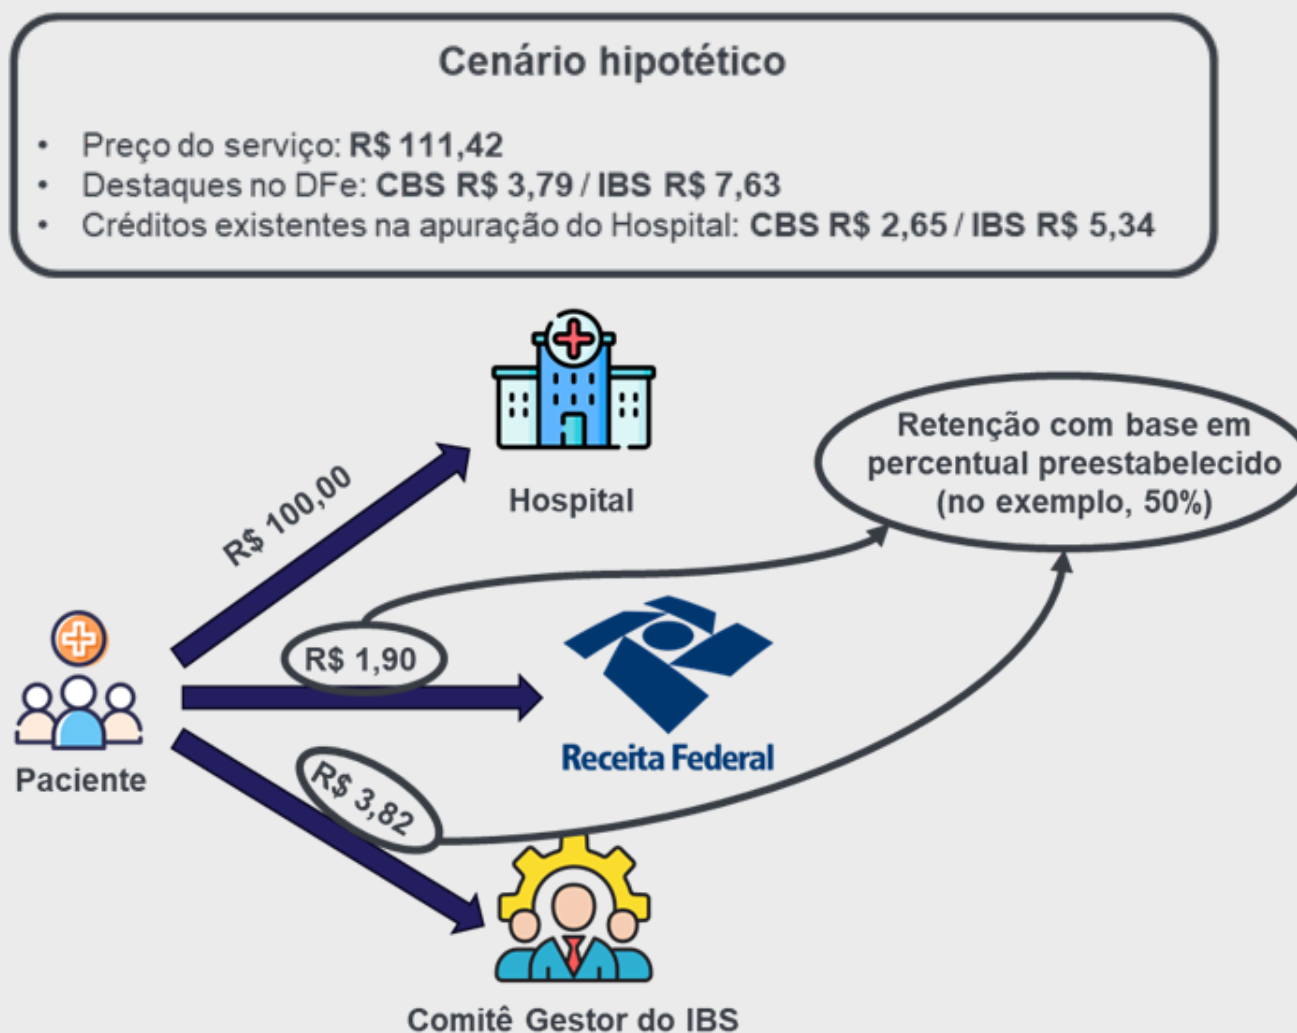 Cenário hipotético
• Preço do serviço: R$ 111,42
• Destaques no DFe: CBS R$ 3,79 / IBS R$ 7,63
• Créditos existentes na apuração do Hospital: CBS R$ 2,65 / IBS R$ 5,34
Retenção com base em
percentual preestabelecido
(no exemplo, 50%)
Hospital
R$ 100,00
R$ 1,90
Receita Federal
Paciente
R$ 3,82
Comitê Gestor do IBS